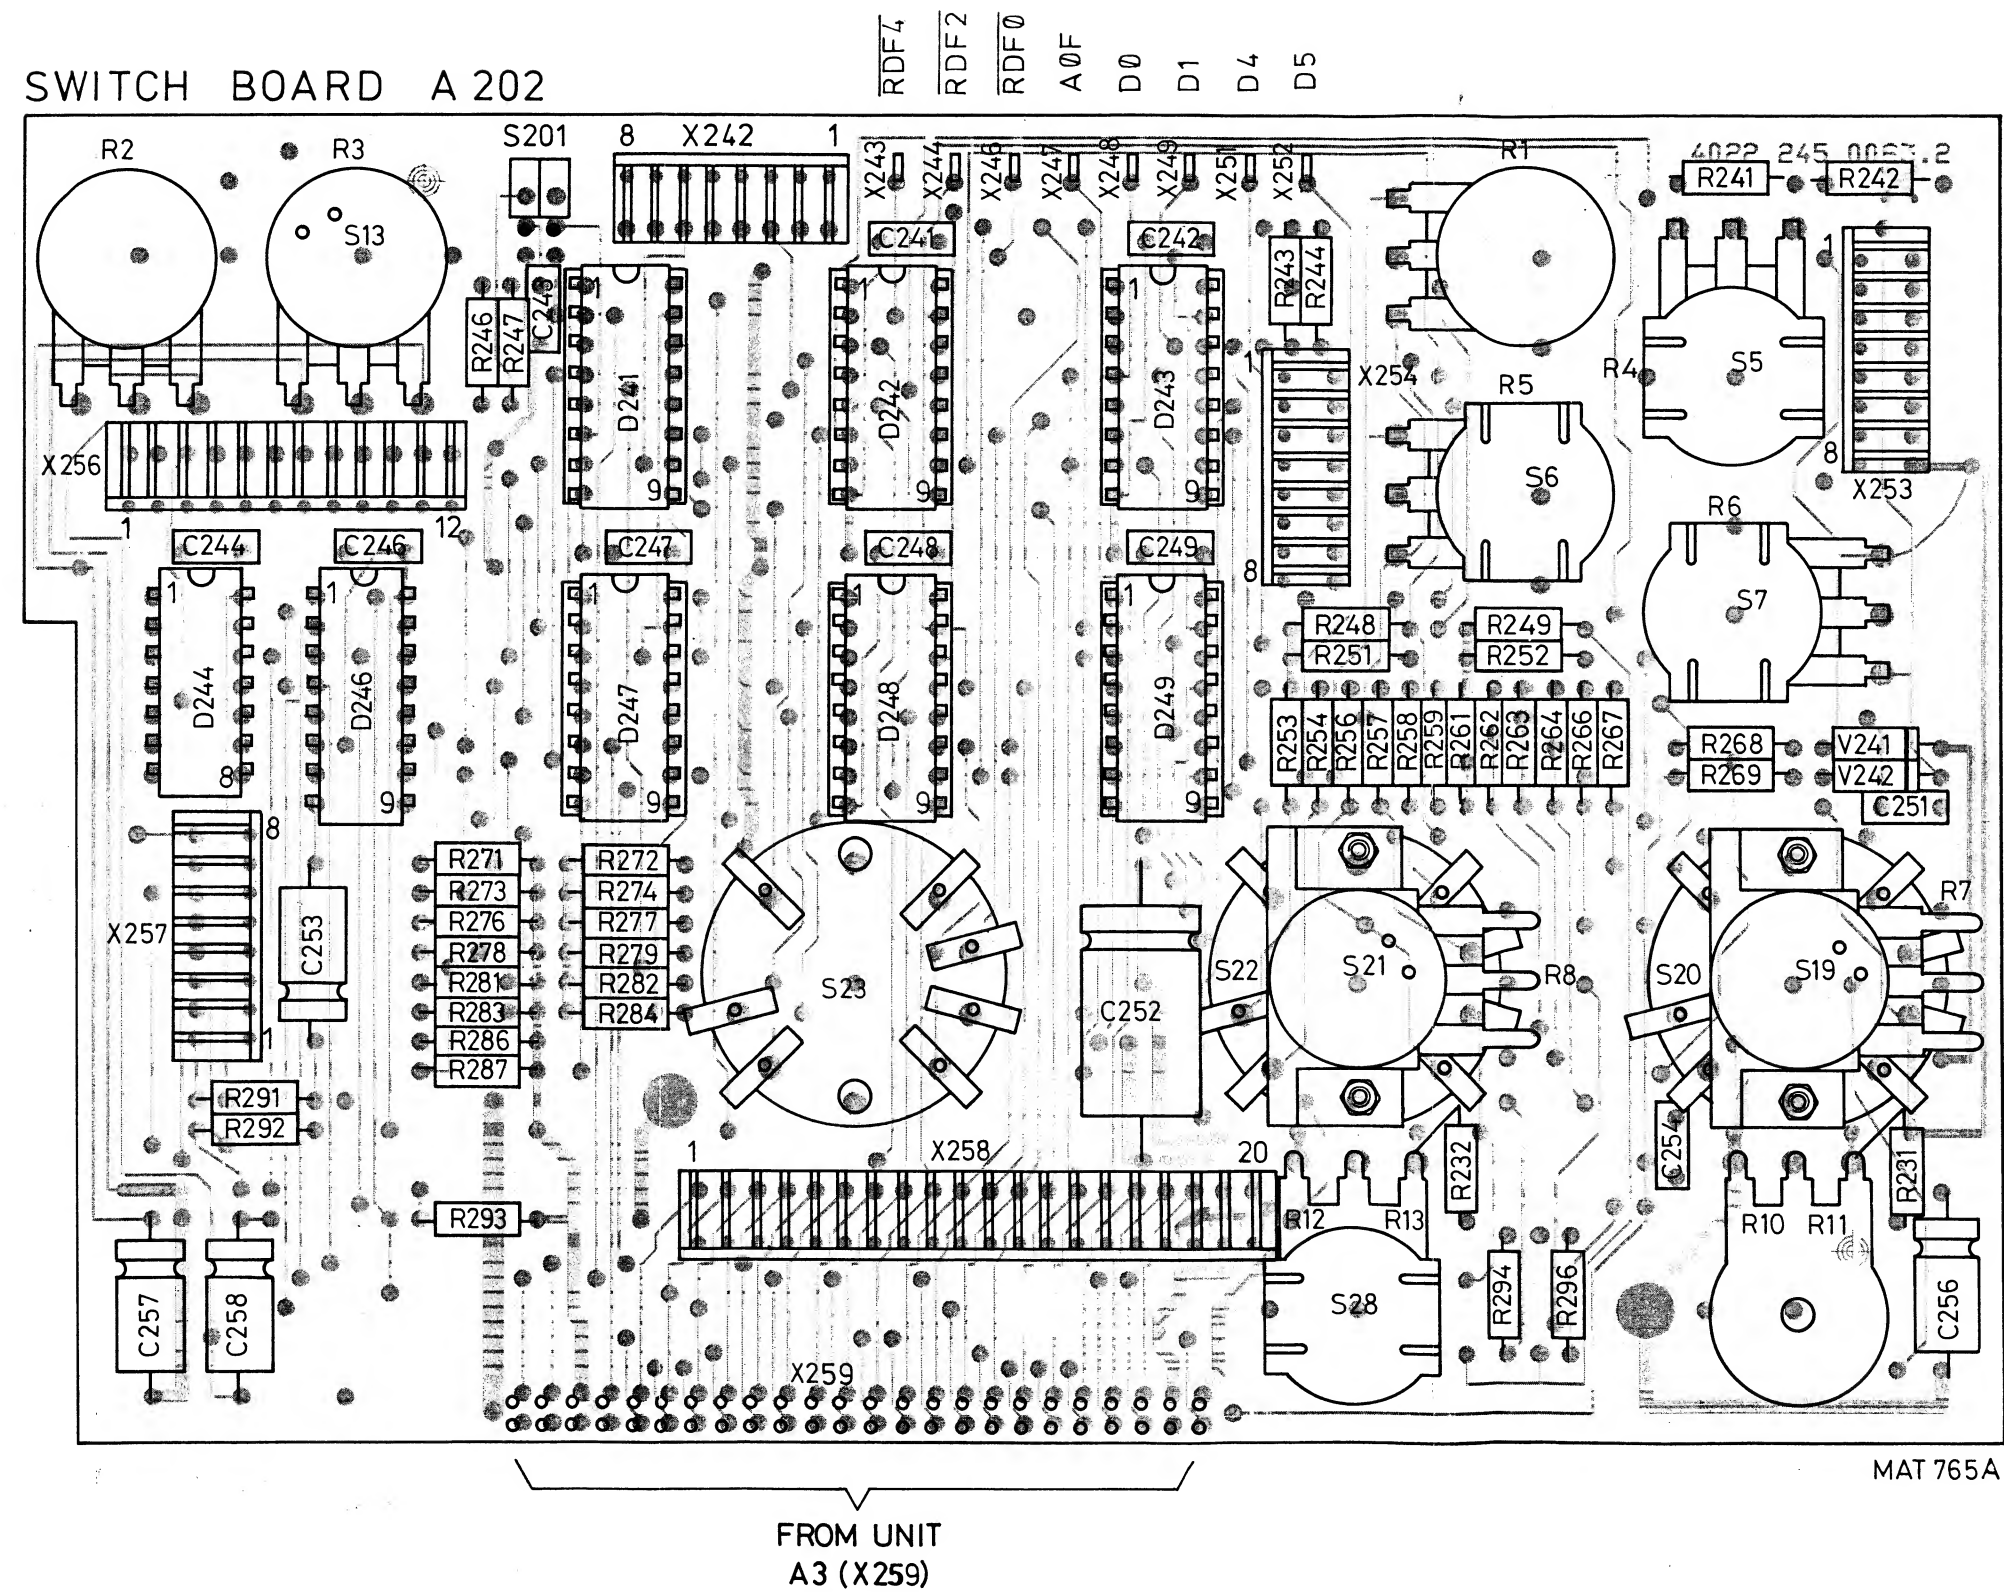 RDF4 RDF2 RDF0 A0F D0 D1 D4 D5
SWITCH BOARD A 202
R2 R3 S201 8 X242 1 X243 X244 X246 X247 X248 X249 X251 X252 R1
4022 245
R241 R242
S13 C241 C242 R243 R244 1
R246 R247 C243 1 D241 9 1 D242 9 1 D243 9
1 X254 8 R5 S6 R4 S5 8 X253
X256 1 12
R6 S7
C244 C246 C247 C248 C249
1 D244 8 1 D246 9 1 D247 9 1 D248 9 1 D249 9
R248 R249
R251 R252
R253 R254 R256 R257 R258 R259 R261 R262 R263 R264 R266 R267
R268 V241
R269 V242
C251
8 X257 1 C253
R271 R272
R273 R274
R276 R277
R278 R279
R281 R282
R283 R284
R286
R287
S23 C252 S22 S21 R8 S20 S19 R7
R291
R292
1 X258 20
R232 C254 R231
R293 R12 R13 R10 R11
C257 C258 S28 R294 R296 C256
X259
MAT 765A
FROM UNIT
A3 (X259)